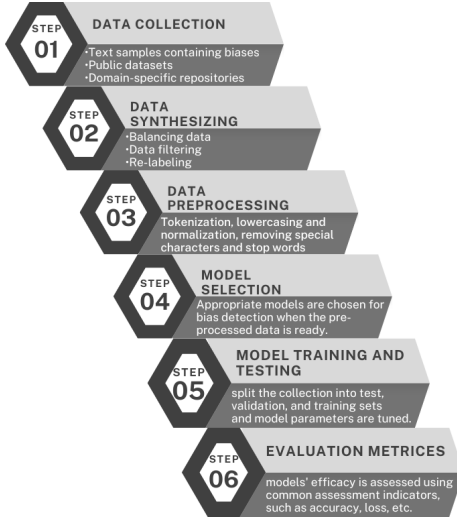 STEP
01
DATA COLLECTION
•Text samples containing biases
•Public datasets
•Domain-specific repositories
STEP
02
DATA
SYNTHESIZING
•Balancing data
•Data filtering
•Re-labeling
STEP
03
DATA
PREPROCESSING
Tokenization, lowercasing and
normalization, removing special
characters and stop words
STEP
04
MODEL
SELECTION
Appropriate models are chosen for
bias detection when the pre-
processed data is ready.
STEP
05
MODEL TRAINING AND
TESTING
split the collection into test,
validation, and training sets
and model parameters are tuned.
STEP
06
EVALUATION METRICES
models' efficacy is assessed using
common assessment indicators,
such as accuracy, loss, etc.